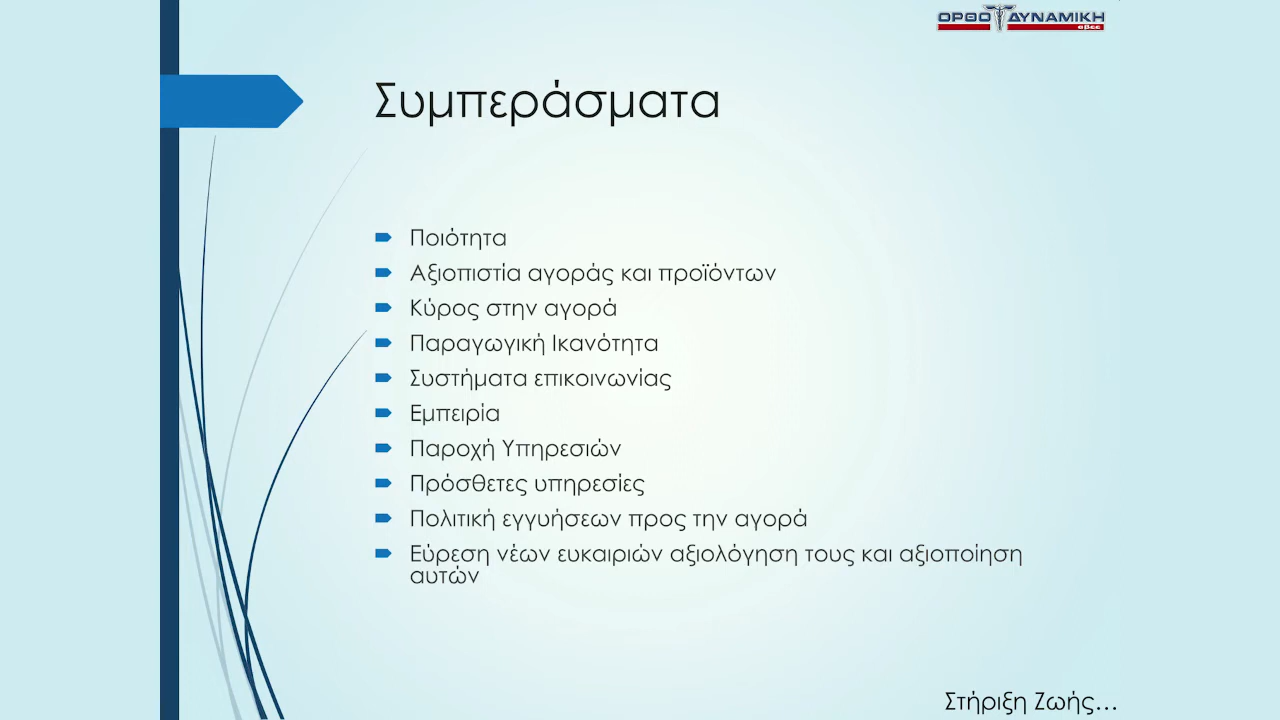 ΟΡΘΟ ΔΥΝΑΜΙΚΗ
αβεε
Συμπεράσματα
Ποιότητα
Αξιοπιστία αγοράς και προϊόντων
Κύρος στην αγορά
Παραγωγική Ικανότητα
Συστήματα επικοινωνίας
Εμπειρία
Παροχή Υπηρεσιών
Πρόσθετες υπηρεσίες
Πολιτική εγγυήσεων προς την αγορά
Εύρεση νέων ευκαιριών αξιολόγηση τους και αξιοποίηση
αυτών
Στήριξη Ζωής...